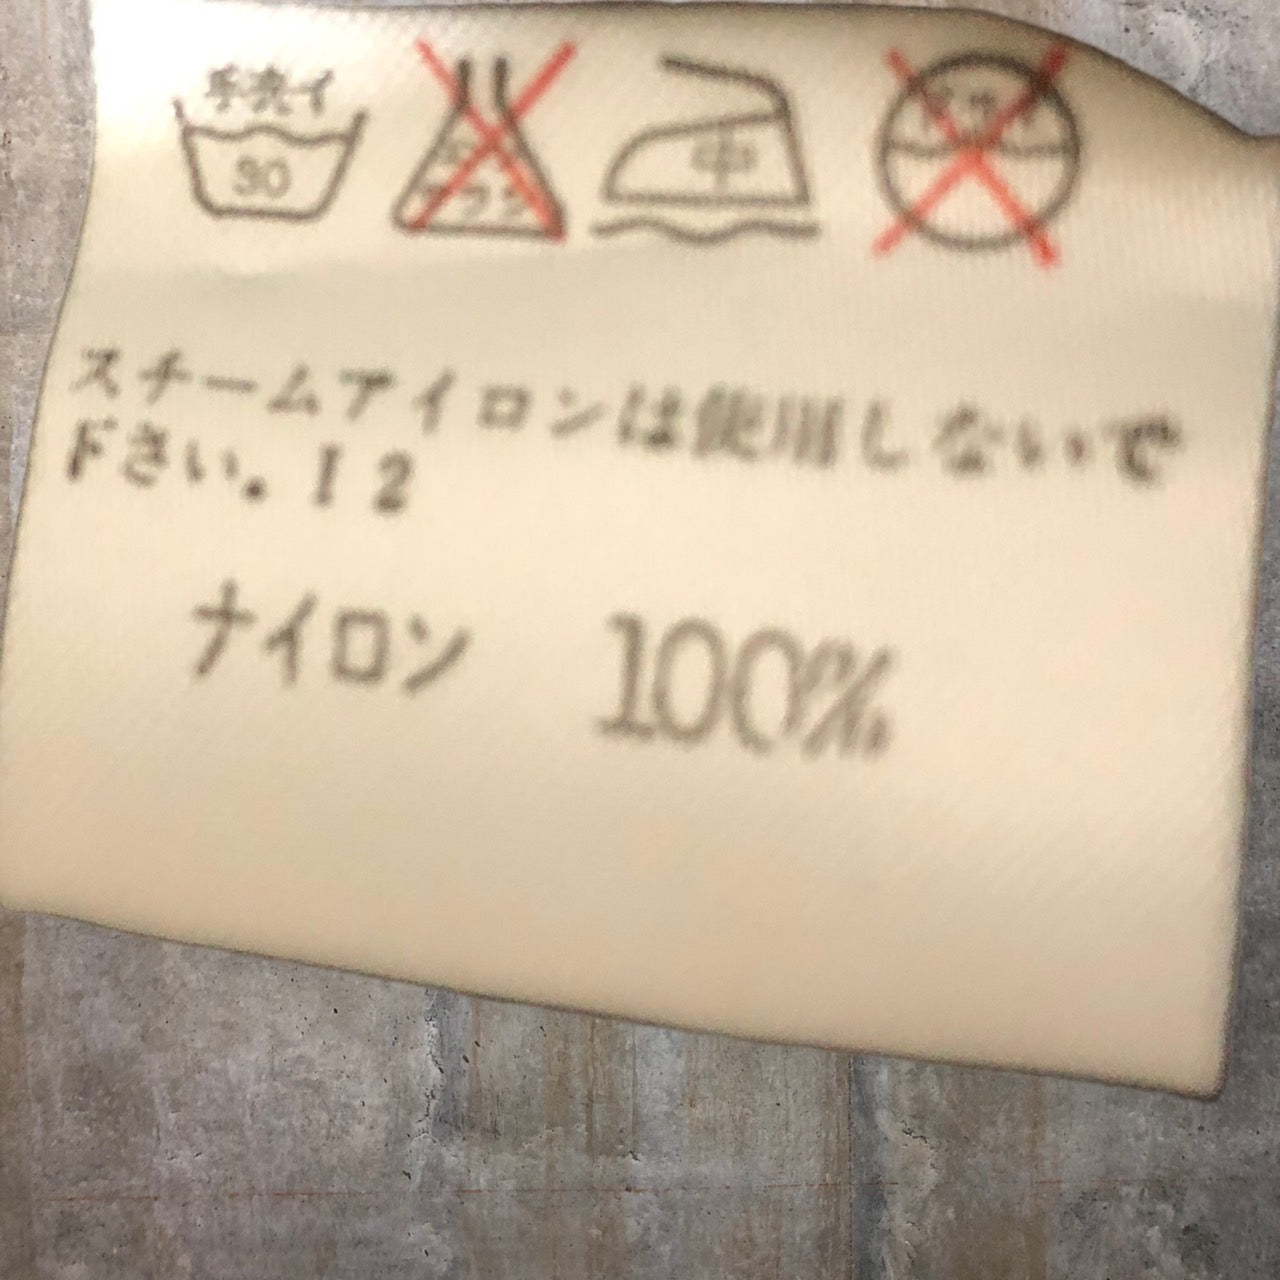 手洗イ
30
中
スチームアイロンは使用しないで
下さい。12
ナイロン 100%